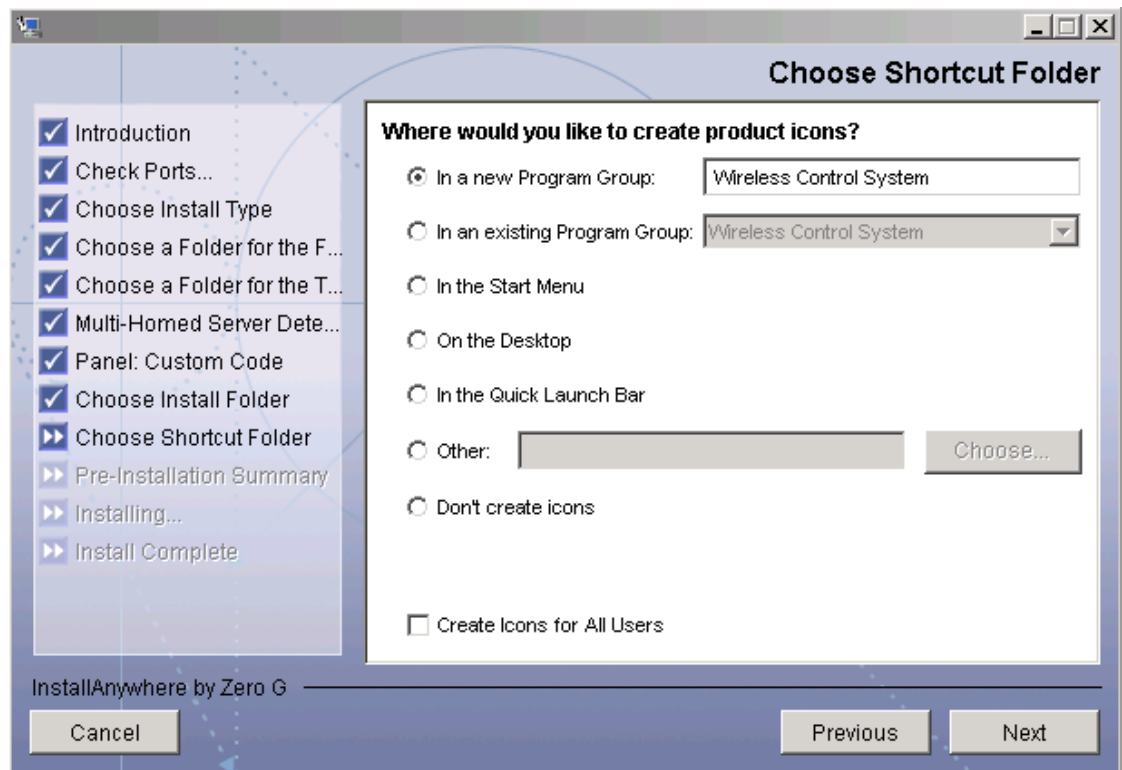 Choose Shortcut Folder
Introduction
Check Ports...
Choose Install Type
Choose a Folder for the F...
Choose a Folder for the T...
Multi-Homed Server Dete...
Panel: Custom Code
Choose Install Folder
Choose Shortcut Folder
Pre-Installation Summary
Installing...
Install Complete
Where would you like to create product icons?
In a new Program Group: Wireless Control System
In an existing Program Group: Wireless Control System
In the Start Menu
On the Desktop
In the Quick Launch Bar
Other: Choose...
Don't create icons
Create Icons for All Users
InstallAnywhere by Zero G
Cancel Previous Next